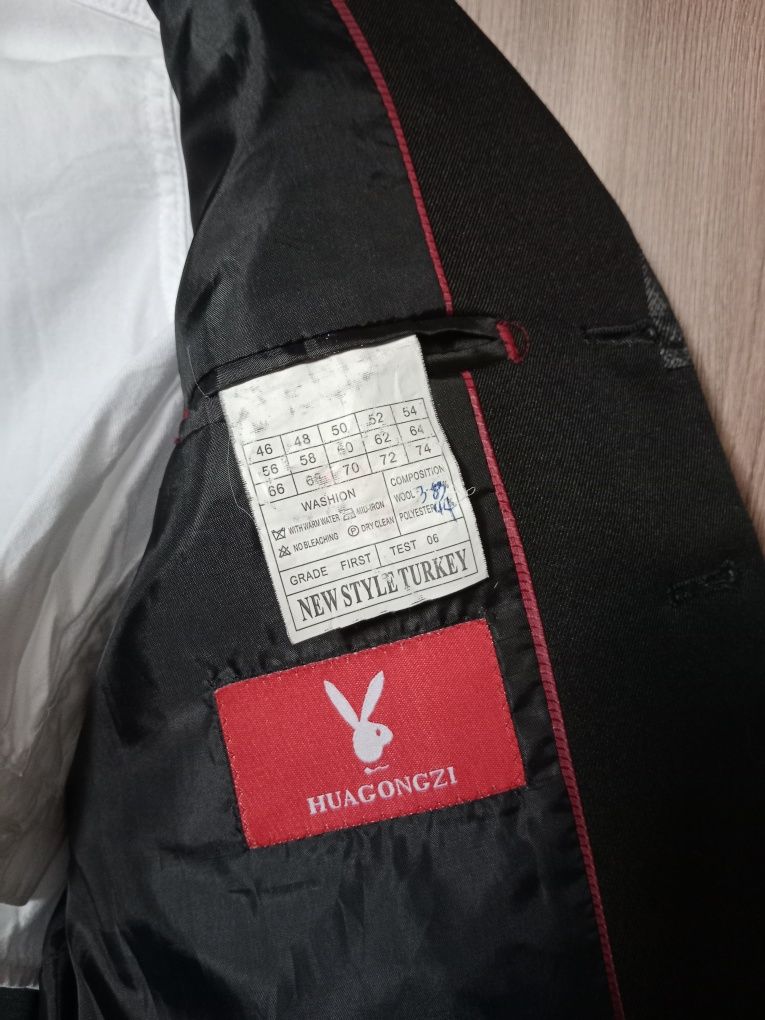 46 48 50 52 54
56 58 60 62 64
66 68 70 72 74
WASHION
WITH WARM WATER MID-IRON
NO BLEACHING P DRY CLEAN
COMPOSITION
WOOL
POLYESTER
GRADE FIRST TEST 06
NEW STYLE TURKEY
HUAGONGZI